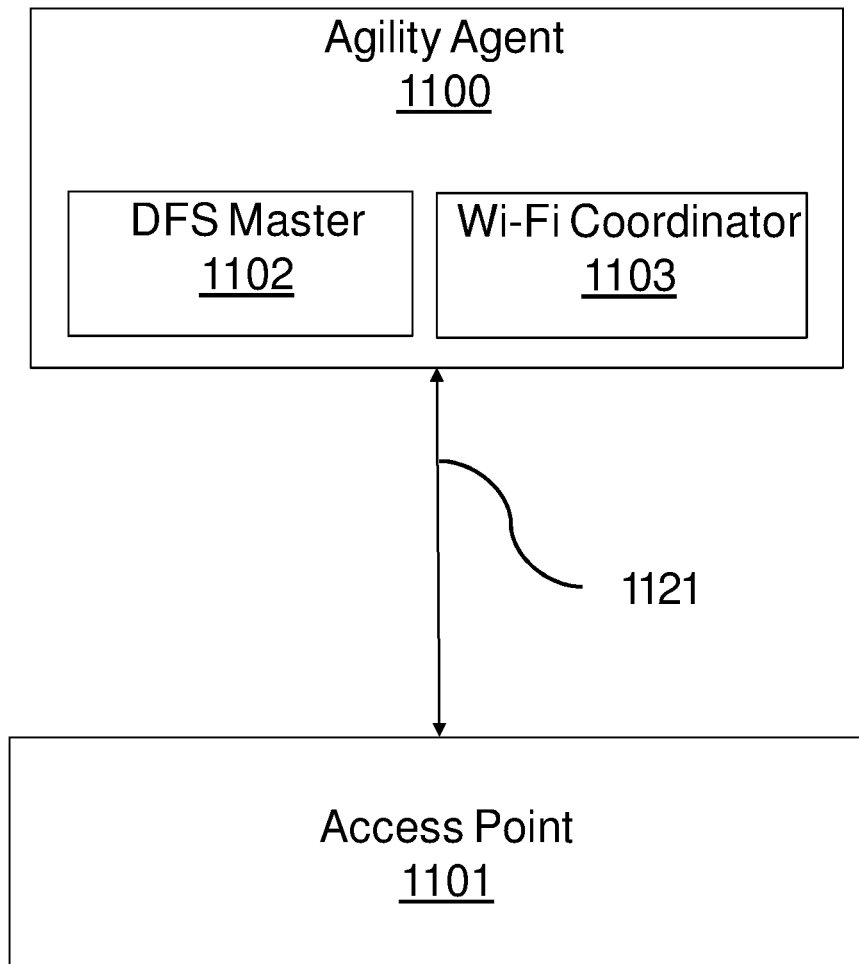 Agility Agent
1100
DFS Master
1102
Wi-Fi Coordinator
1103
1121
Access Point
1101